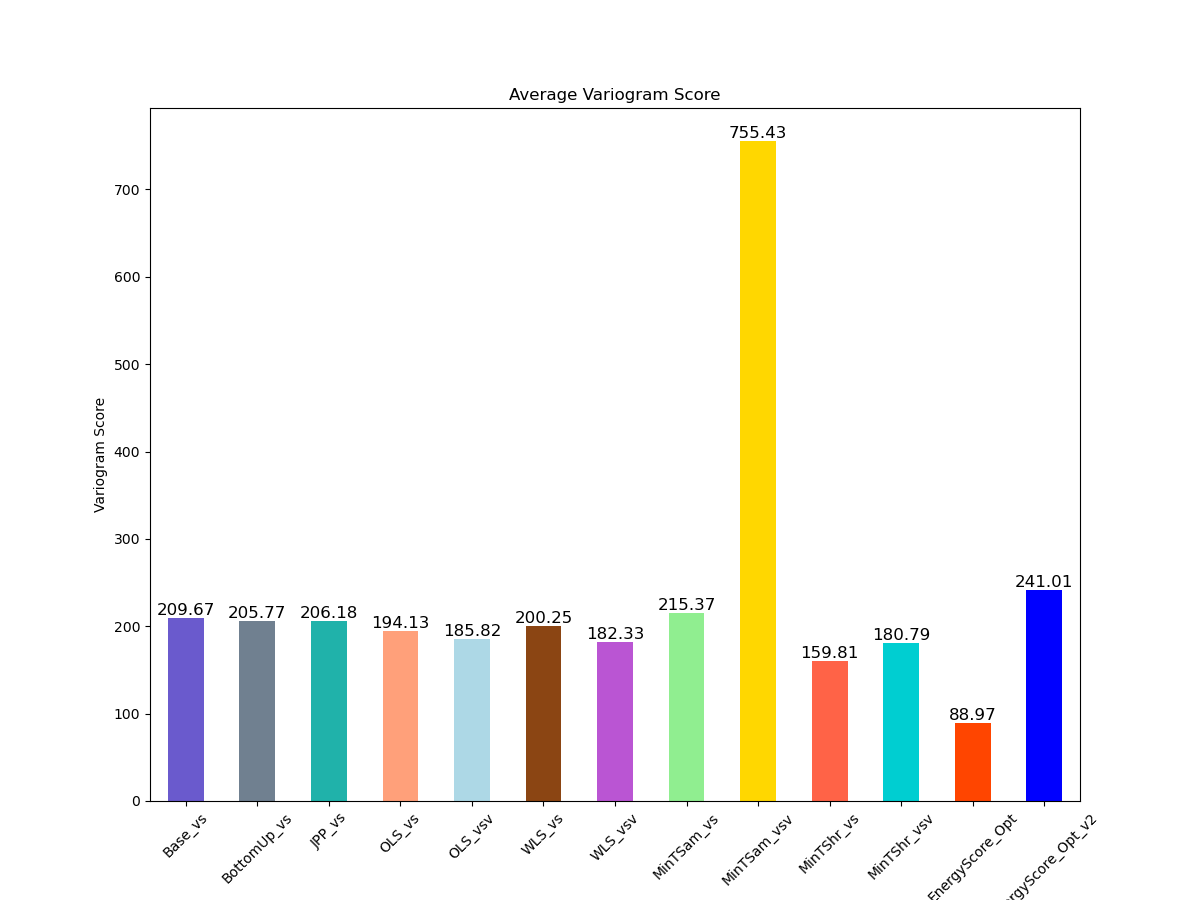 Average Variogram Score
Variogram Score
700
600
500
400
300
200
100
0
755.43
241.01
215.37
209.67
205.77
206.18
200.25
194.13
185.82
182.33
180.79
159.81
88.97
Base_vs
BottomUp_vs
JPP_vs
OLS_vs
OLS_vsv
WLS_vs
WLS_vsv
MinTSam_vs
MinTSam_vsv
MinTShr_vs
MinTShr_vsv
EnergyScore_Opt
rgyScore_Opt_v2